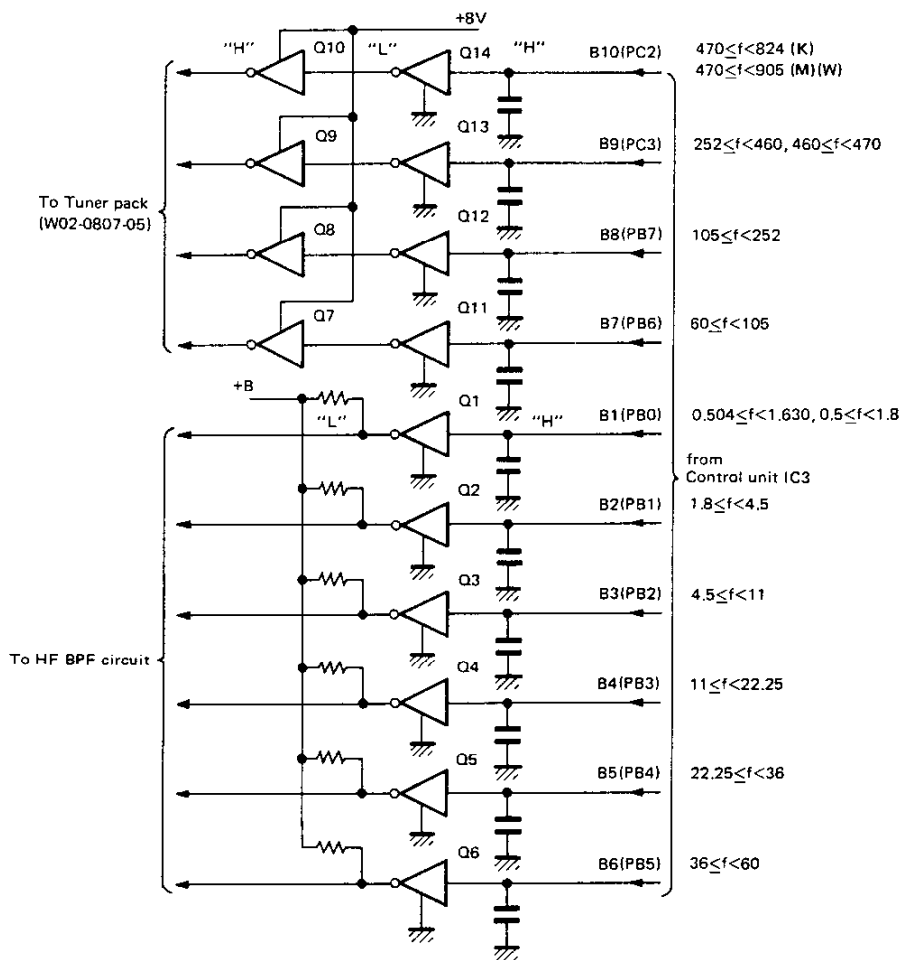 +8V
"H"
Q10
"L"
Q14
"H"
B10(PC2)
470≤f<824 (K)
470≤f<905 (M)(W)
Q9
Q13
B9(PC3)
252≤f<460, 460≤f<470
To Tuner pack
(W02-0807-05)
Q8
Q12
B8(PB7)
105≤f<252
Q7
Q11
B7(PB6)
60≤f<105
+B
"L"
Q1
"H"
B1(PB0)
0.504≤f<1.630, 0.5≤f<1.8
from
Control unit IC3
Q2
B2(PB1)
1.8≤f<4.5
Q3
B3(PB2)
4.5≤f<11
To HF BPF circuit
Q4
B4(PB3)
11≤f<22.25
Q5
B5(PB4)
22.25≤f<36
Q6
B6(PB5)
36≤f<60